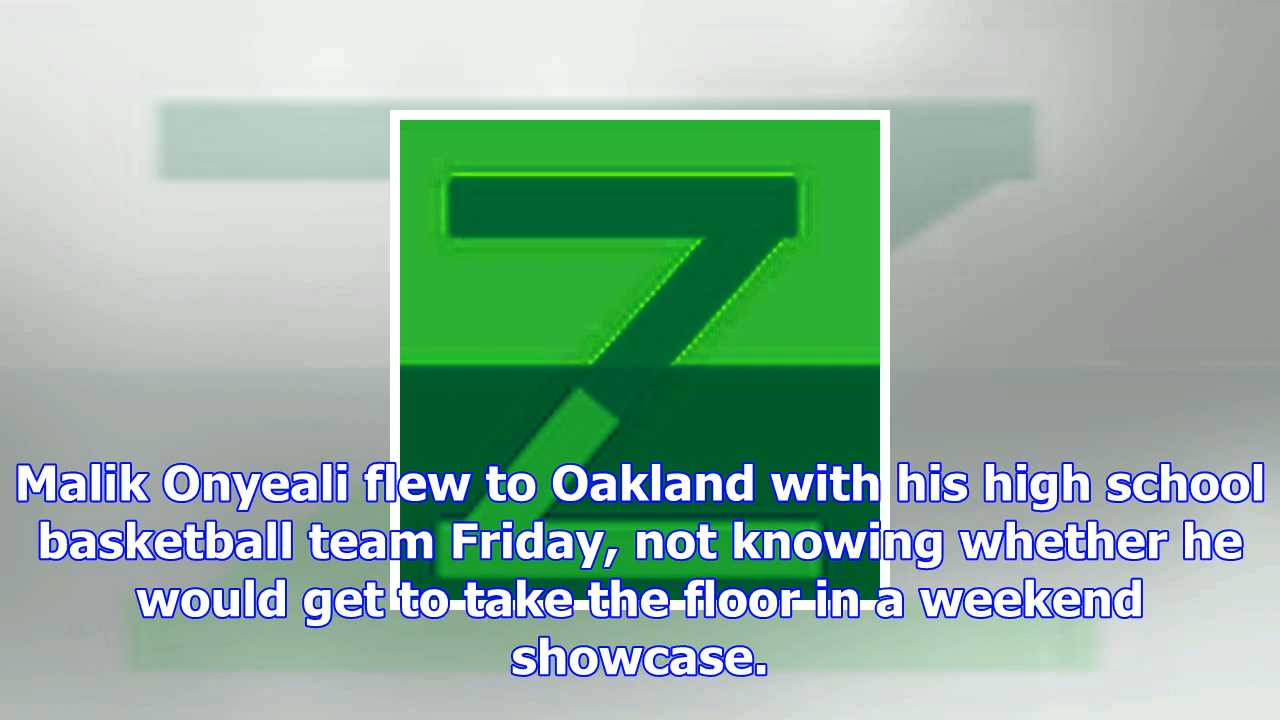 Z
Malik Onyeali flew to Oakland with his high school
basketball team Friday, not knowing whether he
would get to take the floor in a weekend
showcase.